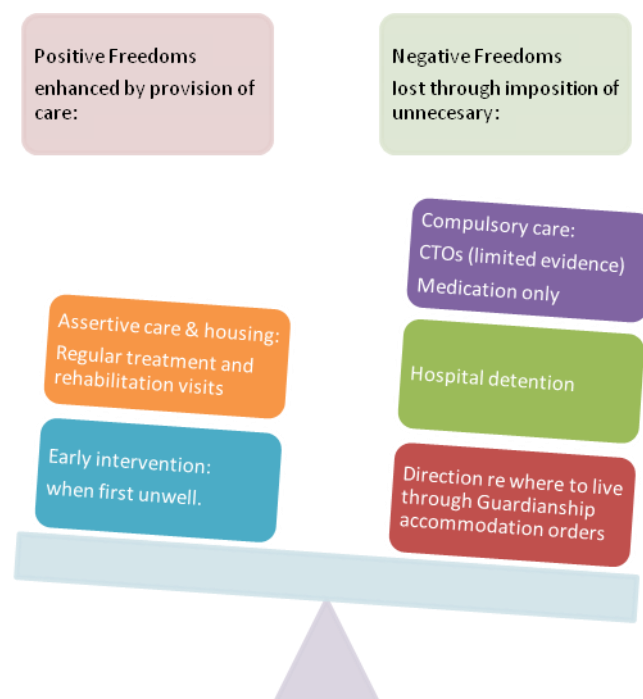 Positive Freedoms
enhanced by provision of
care:
Negative Freedoms
lost through imposition of
unnecesary:
Compulsory care:
CTOs (limited evidence)
Medication only
Assertive care & housing:
Regular treatment and
rehabilitation visits
Hospital detention
Early intervention:
when first unwell.
Direction re where to live
through Guardianship
accommodation orders